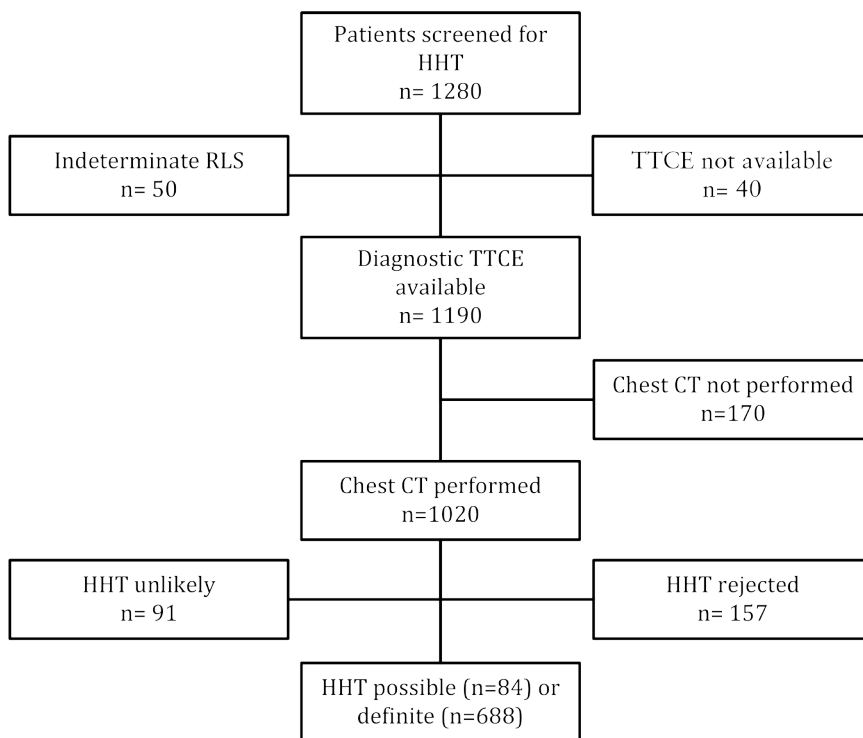 Patients screened for
HHT
n= 1280
Indeterminate RLS
n= 50
TTCE not available
n= 40
Diagnostic TTCE
available
n= 1190
Chest CT not performed
n=170
Chest CT performed
n=1020
HHT unlikely
n= 91
HHT rejected
n= 157
HHT possible (n=84) or
definite (n=688)